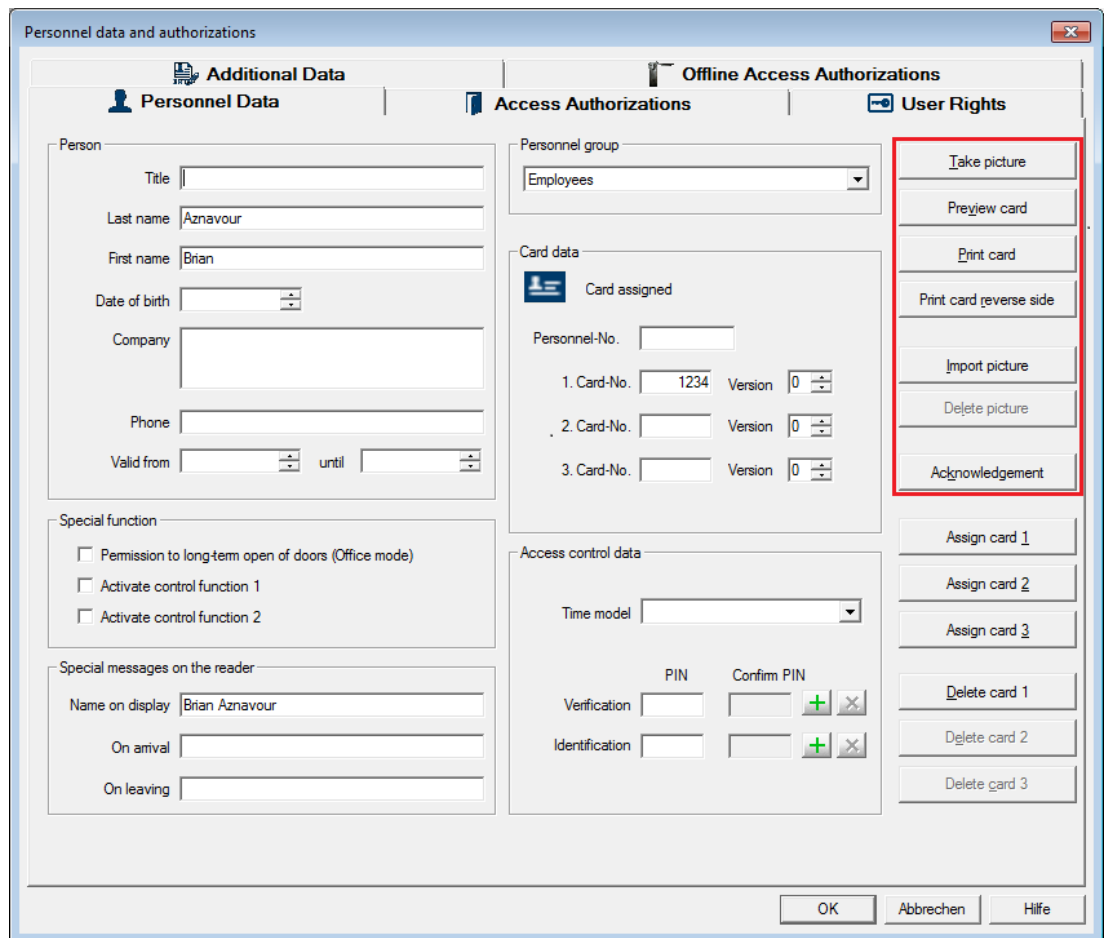 Personnel data and authorizations
Additional Data
Offline Access Authorizations
Personnel Data
Access Authorizations
User Rights
Person
Title
Last name Aznavour
First name Brian
Date of birth
Company
Phone
Valid from until
Special function
Permission to long-term open of doors (Office mode)
Activate control function 1
Activate control function 2
Special messages on the reader
Name on display Brian Aznavour
On arrival
On leaving
Personnel group
Employees
Card data
Card assigned
Personnel-No.
1. Card-No. 1234 Version 0
2. Card-No. Version 0
3. Card-No. Version 0
Access control data
Time model
PIN Confirm PIN
Verification
Identification
Take picture
Preview card
Print card
Print card reverse side
Import picture
Delete picture
Acknowledgement
Assign card 1
Assign card 2
Assign card 3
Delete card 1
Delete card 2
Delete card 3
OK Abbrechen Hilfe